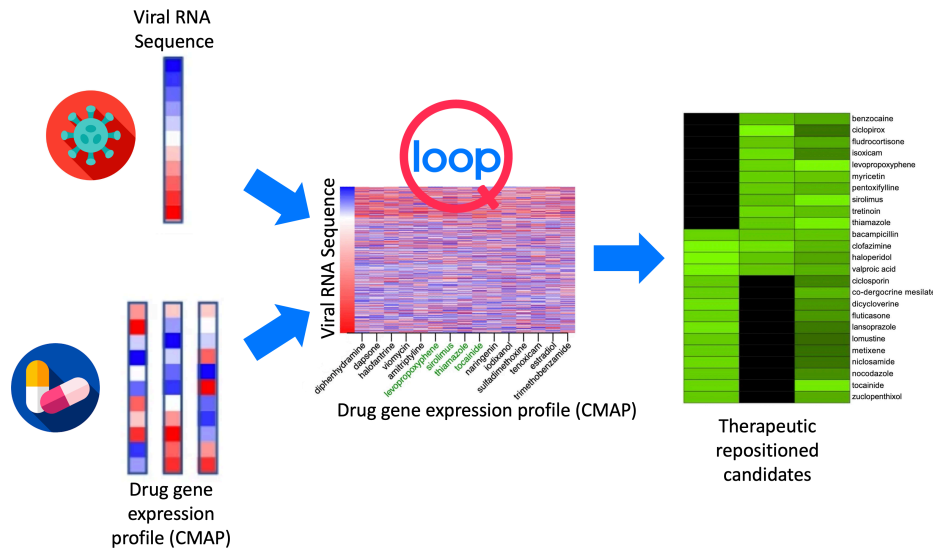 Viral RNA
Sequence
loop
Viral RNA Sequence
diphenhydramine
dapsone
halofantrine
viomycin
amitriptyline
levopropoxyphene
sirolimus
thiamazole
tocainide
naringenin
iodixanol
sulfadimethoxine
tenoxicam
estradiol
trimethobenzamide
Drug gene expression profile (CMAP)
Drug gene
expression
profile (CMAP)
benzocaine
ciclopirox
fludrocortisone
isoxicam
levopropoxyphene
myricetin
pentoxifylline
sirolimus
tretinoin
thiamazole
bacampicillin
clofazimine
haloperidol
valproic acid
ciclosporin
co-dergocrine mesilate
dicycloverine
fluticasone
lansoprazole
lomustine
metixene
niclosamide
nocodazole
tocainide
zuclopenthixol
Therapeutic
repositioned
candidates